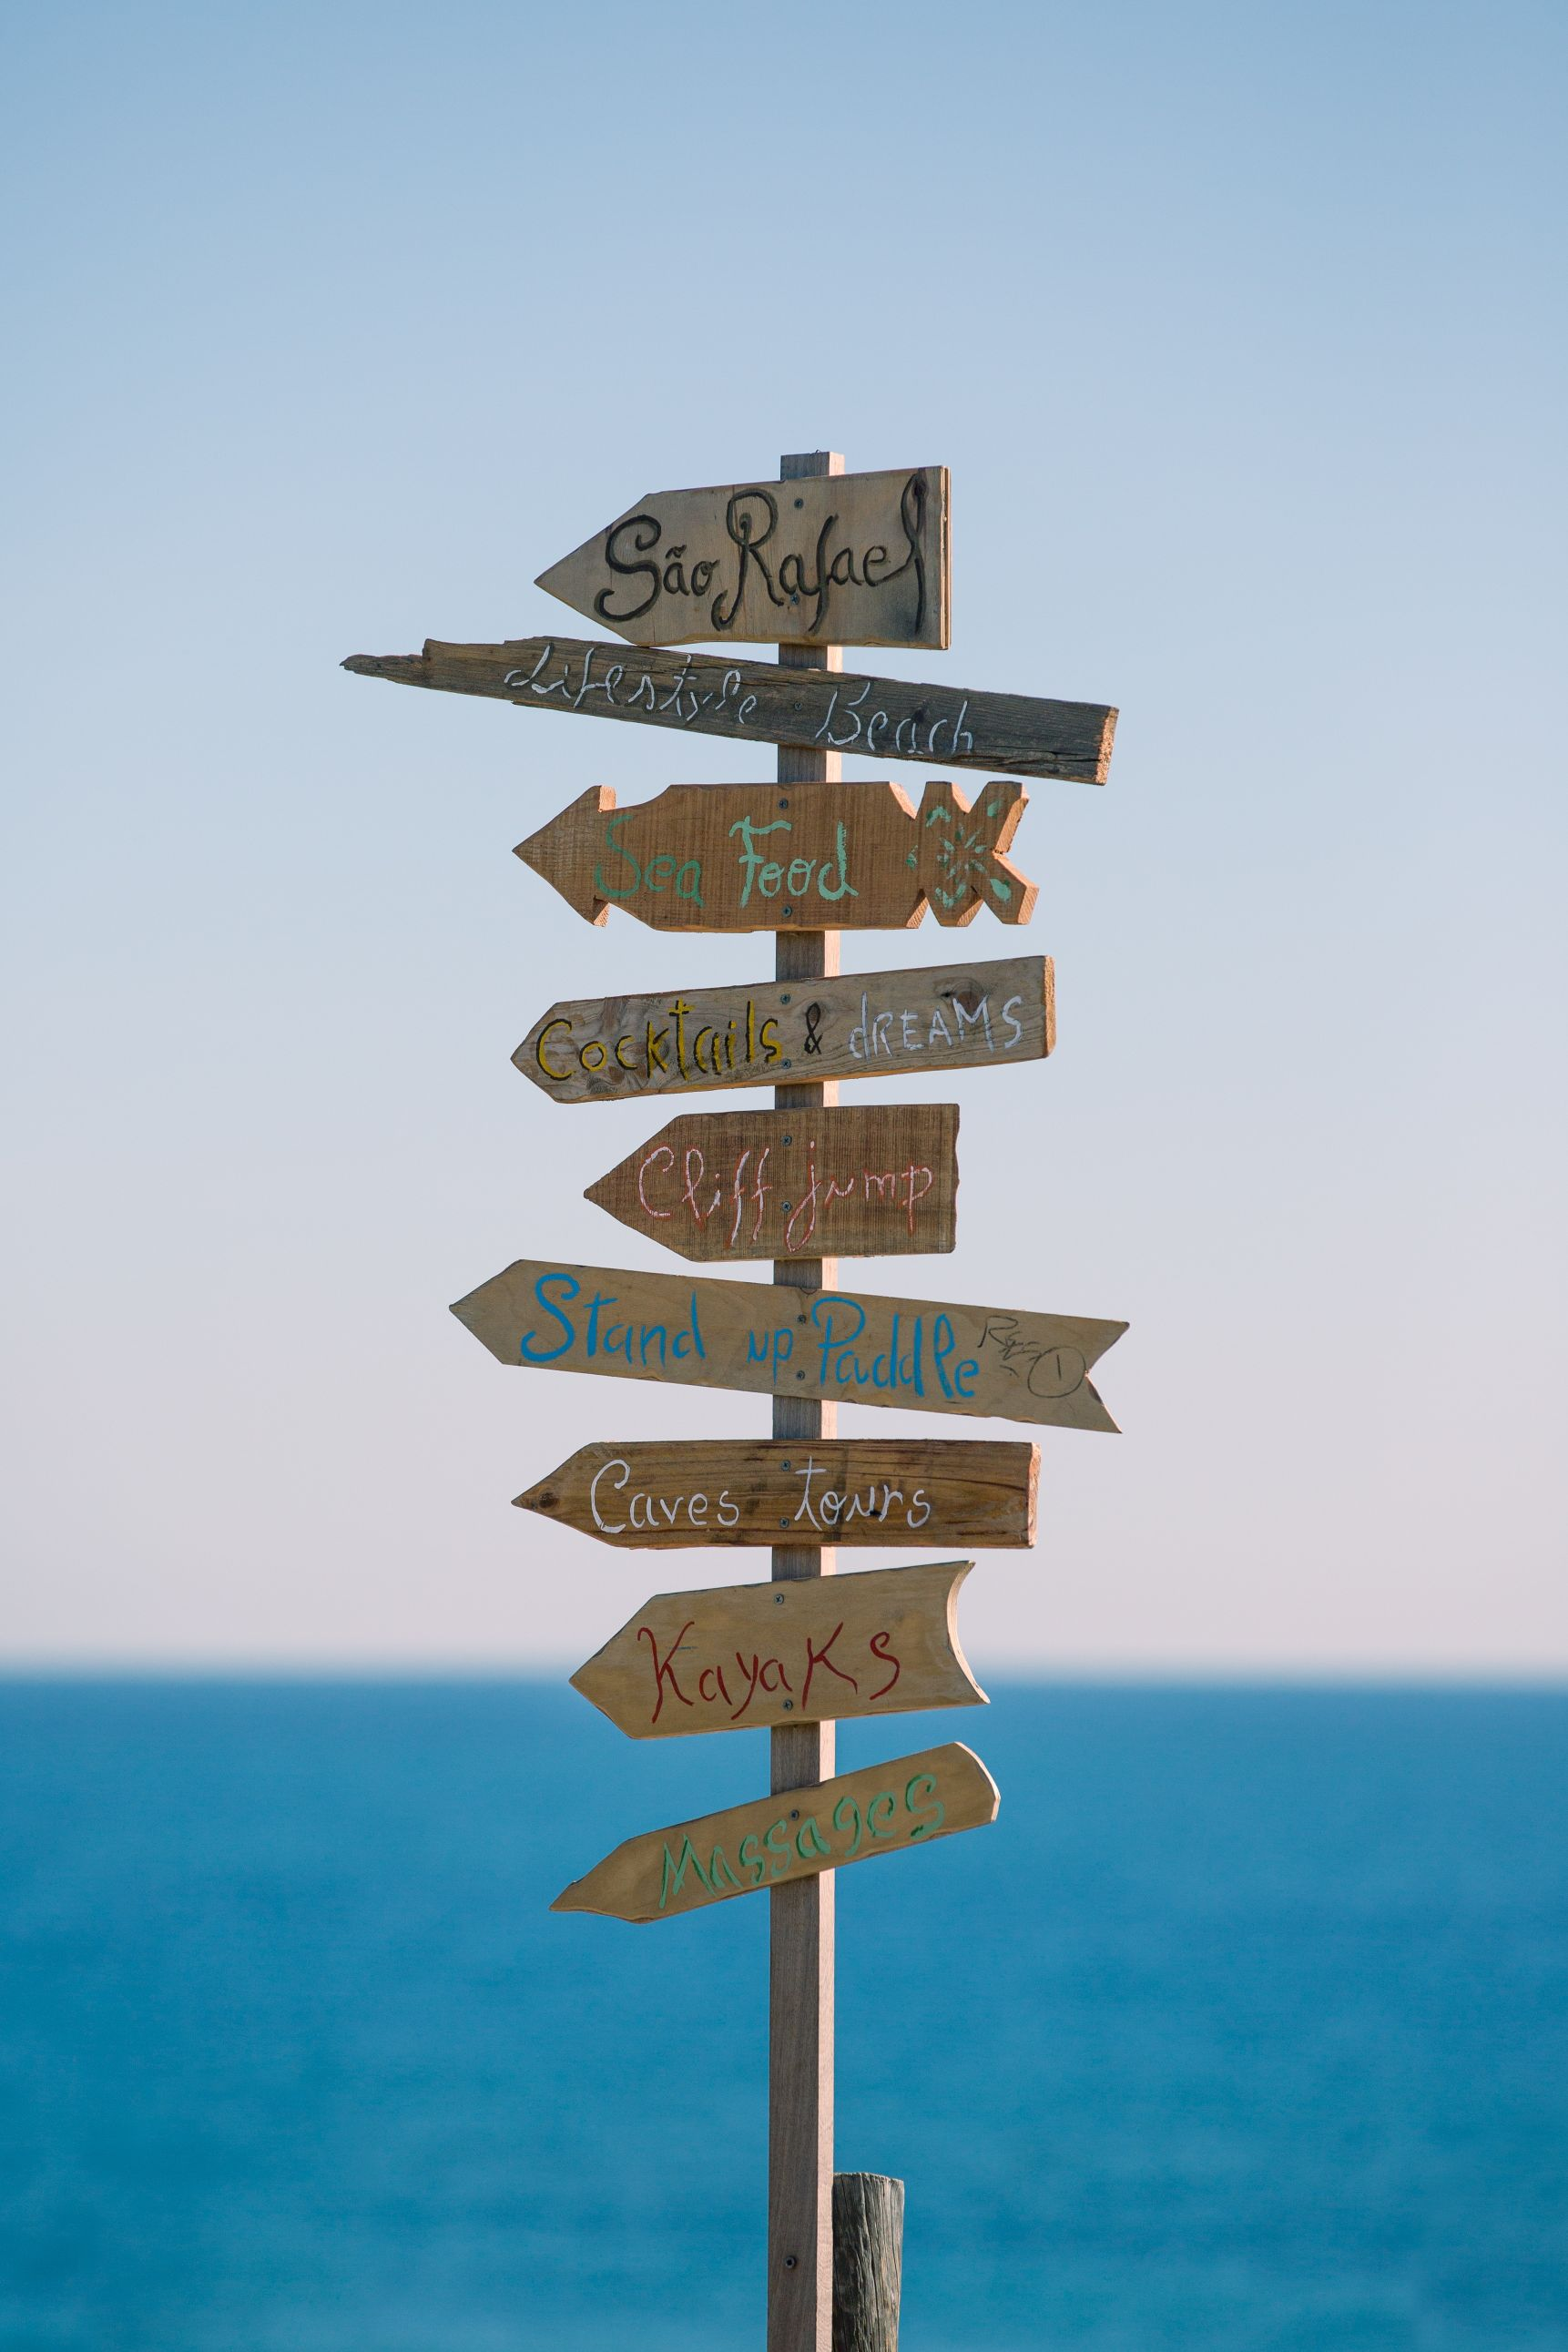 São Rafael
Lifestyle Beach
Sea Food
Cocktails & dREAMS
Cliff jump
Stand up Paddle
Caves tours
KayaKs
Massages